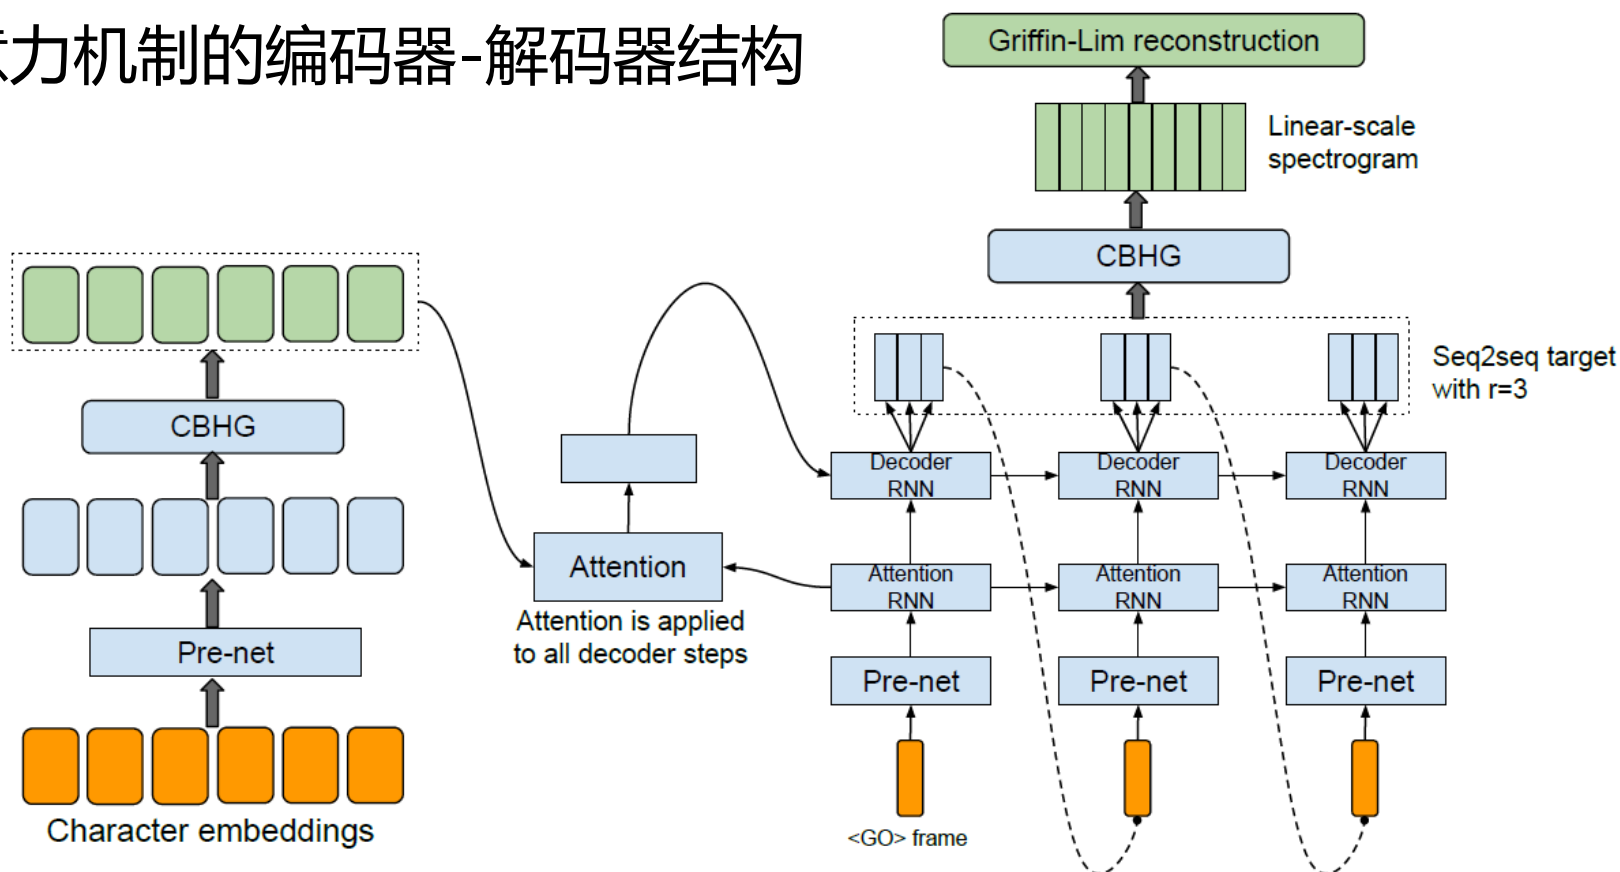 力机制的编码器-解码器结构
Griffin-Lim reconstruction
Linear-scale
spectrogram
CBHG
Seq2seq target
with r=3
CBHG
Decoder
RNN
Decoder
RNN
Decoder
RNN
Attention
Attention is applied
to all decoder steps
Attention
RNN
Attention
RNN
Attention
RNN
Pre-net
Pre-net
Pre-net
Pre-net
Character embeddings
<GO> frame